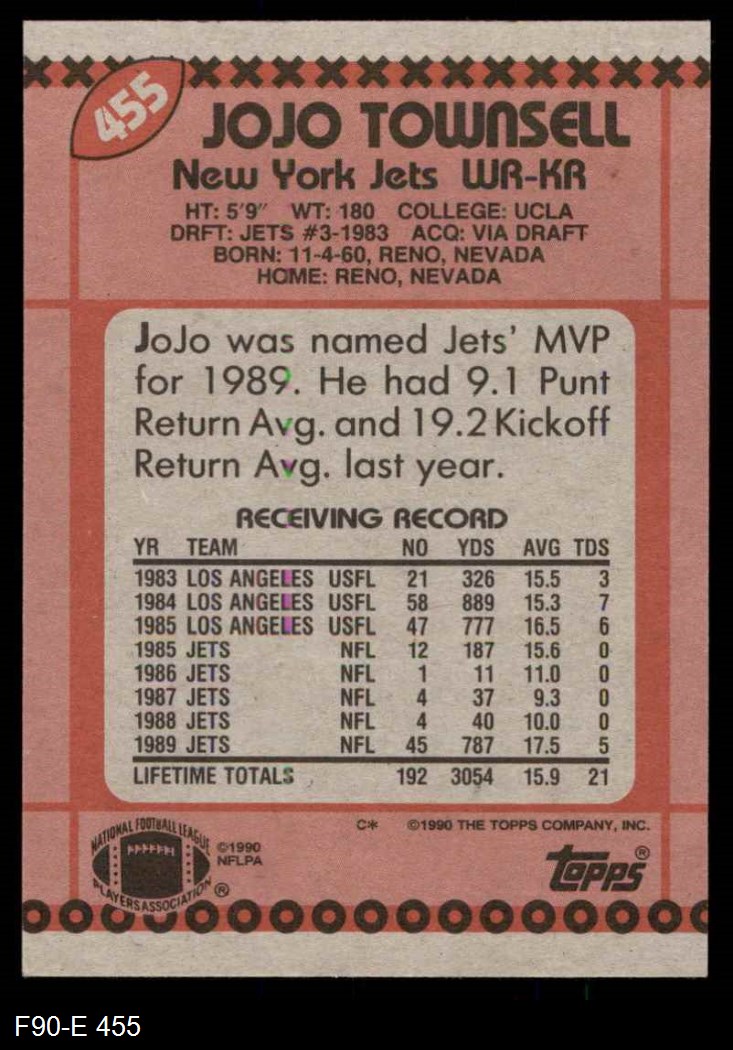 455
JOJO TOWNSELL
New York Jets WR-KR
HT: 5'9" WT: 180 COLLEGE: UCLA
DRFT: JETS #3-1983 ACQ: VIA DRAFT
BORN: 11-4-60, RENO, NEVADA
HOME: RENO, NEVADA
JoJo was named Jets' MVP
for 1989. He had 9.1 Punt
Return Avg. and 19.2 Kickoff
Return Avg. last year.
RECEIVING RECORD
YR TEAM NO YDS AVG TDS
1983 LOS ANGELES USFL 21 326 15.5 3
1984 LOS ANGELES USFL 58 889 15.3 7
1985 LOS ANGELES USFL 47 777 16.5 6
1985 JETS NFL 12 187 15.6 0
1986 JETS NFL 1 11 11.0 0
1987 JETS NFL 4 37 9.3 0
1988 JETS NFL 4 40 10.0 0
1989 JETS NFL 45 787 17.5 5
LIFETIME TOTALS 192 3054 15.9 21
C* ©1990 THE TOPPS COMPANY, INC.
NATIONAL FOOTBALL LEAGUE
PLAYERS ASSOCIATION ®
©1990
NFLPA
topps®
F90-E 455